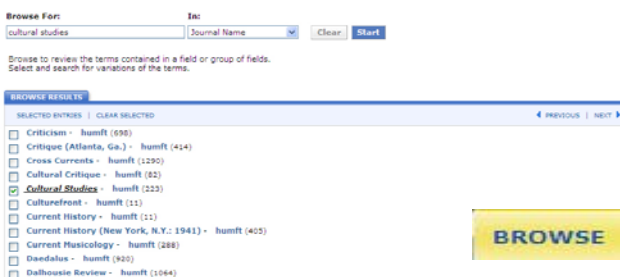 Browse For: In:
cultural studies Journal Name Clear Start
Browse to review the terms contained in a field or group of fields.
Select and search for variations of the terms.
BROWSE RESULTS
SELECTED ENTRIES | CLEAR SELECTED PREVIOUS | NEXT
Criticism - humft (698)
Critique (Atlanta, Ga.) - humft (414)
Cross Currents - humft (1290)
Cultural Critique - humft (82)
Cultural Studies - humft (223)
Culturefront - humft (11)
Current History - humft (11)
Current History (New York, N.Y.: 1941) - humft (405)
Current Musicology - humft (288)
Daedalus - humft (920)
Dalhousie Review - humft (1064)
BROWSE